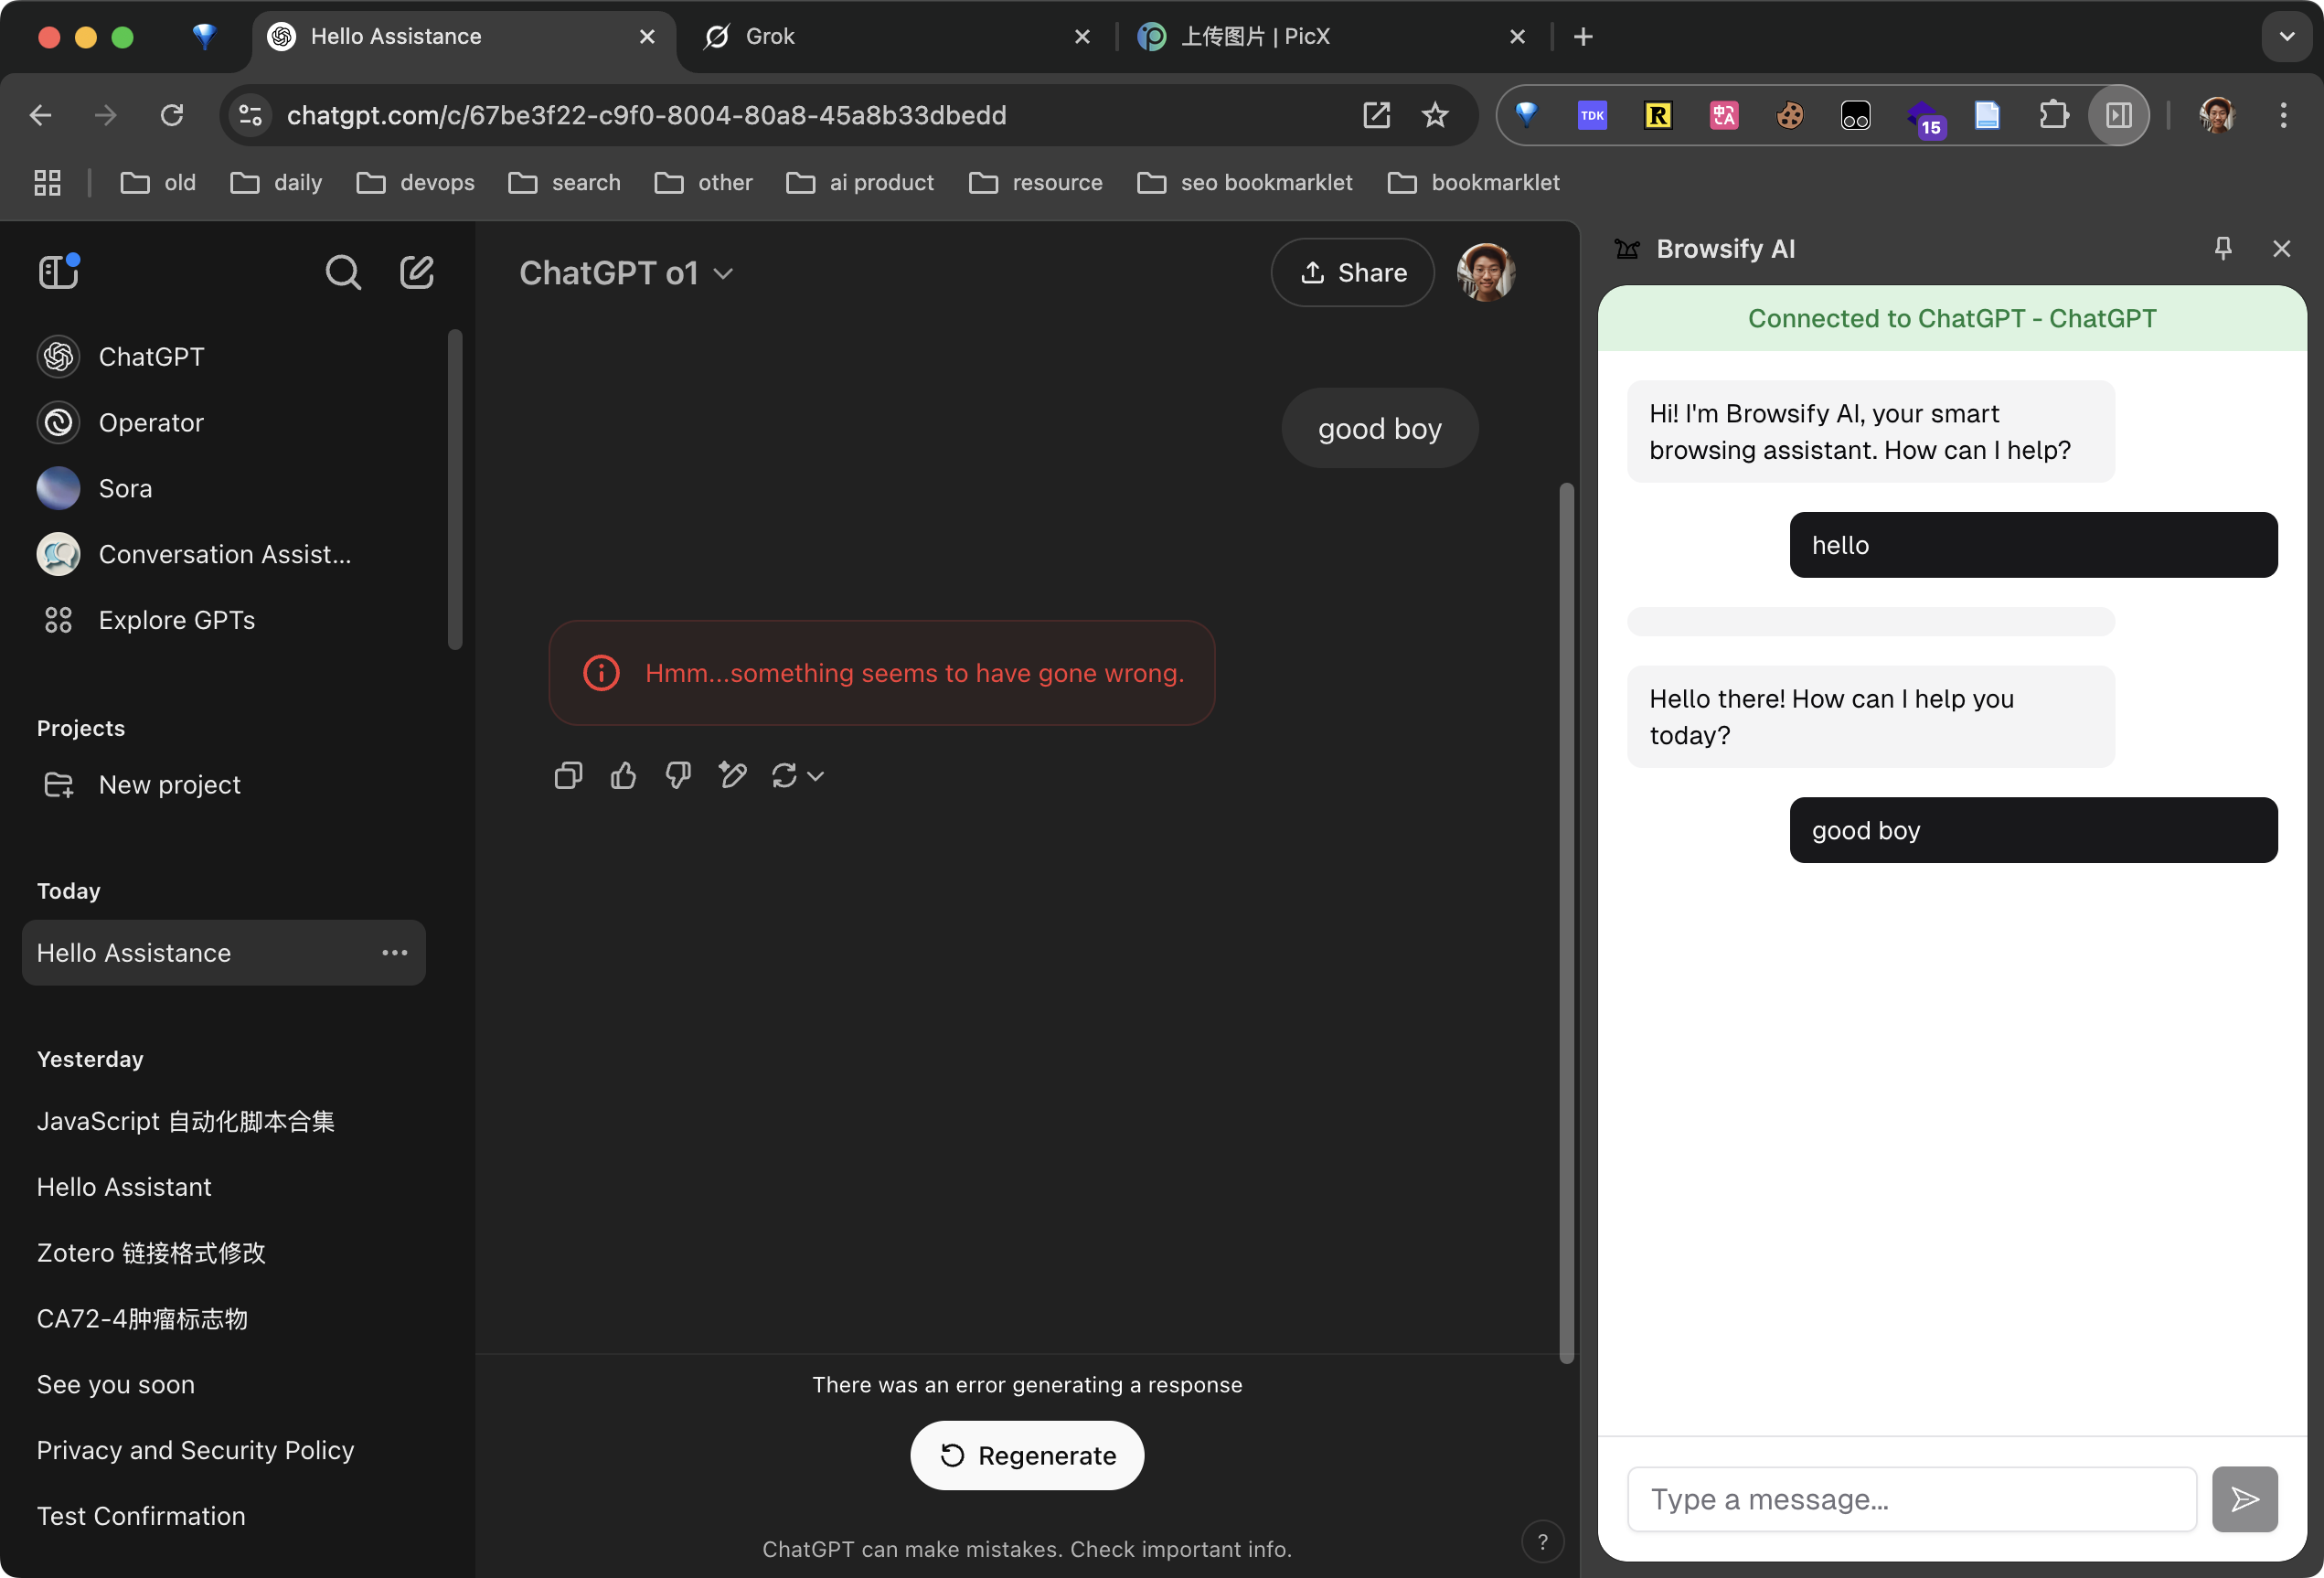 Hello Assistance
Grok
上传图片 | PicX
chatgpt.com/c/67be3f22-c9f0-8004-80a8-45a8b33dbedd
TDK
R
中A
15
old
daily
devops
search
other
ai product
resource
seo bookmarklet
bookmarklet
ChatGPT
Operator
Sora
Conversation Assist...
Explore GPTs
Projects
New project
Today
Hello Assistance
Yesterday
JavaScript 自动化脚本合集
Hello Assistant
Zotero 链接格式修改
CA72-4肿瘤标志物
See you soon
Privacy and Security Policy
Test Confirmation
ChatGPT o1
Share
good boy
Hmm...something seems to have gone wrong.
There was an error generating a response
Regenerate
ChatGPT can make mistakes. Check important info.
?
Browsify AI
Connected to ChatGPT - ChatGPT
Hi! I'm Browsify AI, your smart
browsing assistant. How can I help?
hello
Hello there! How can I help you
today?
good boy
Type a message...